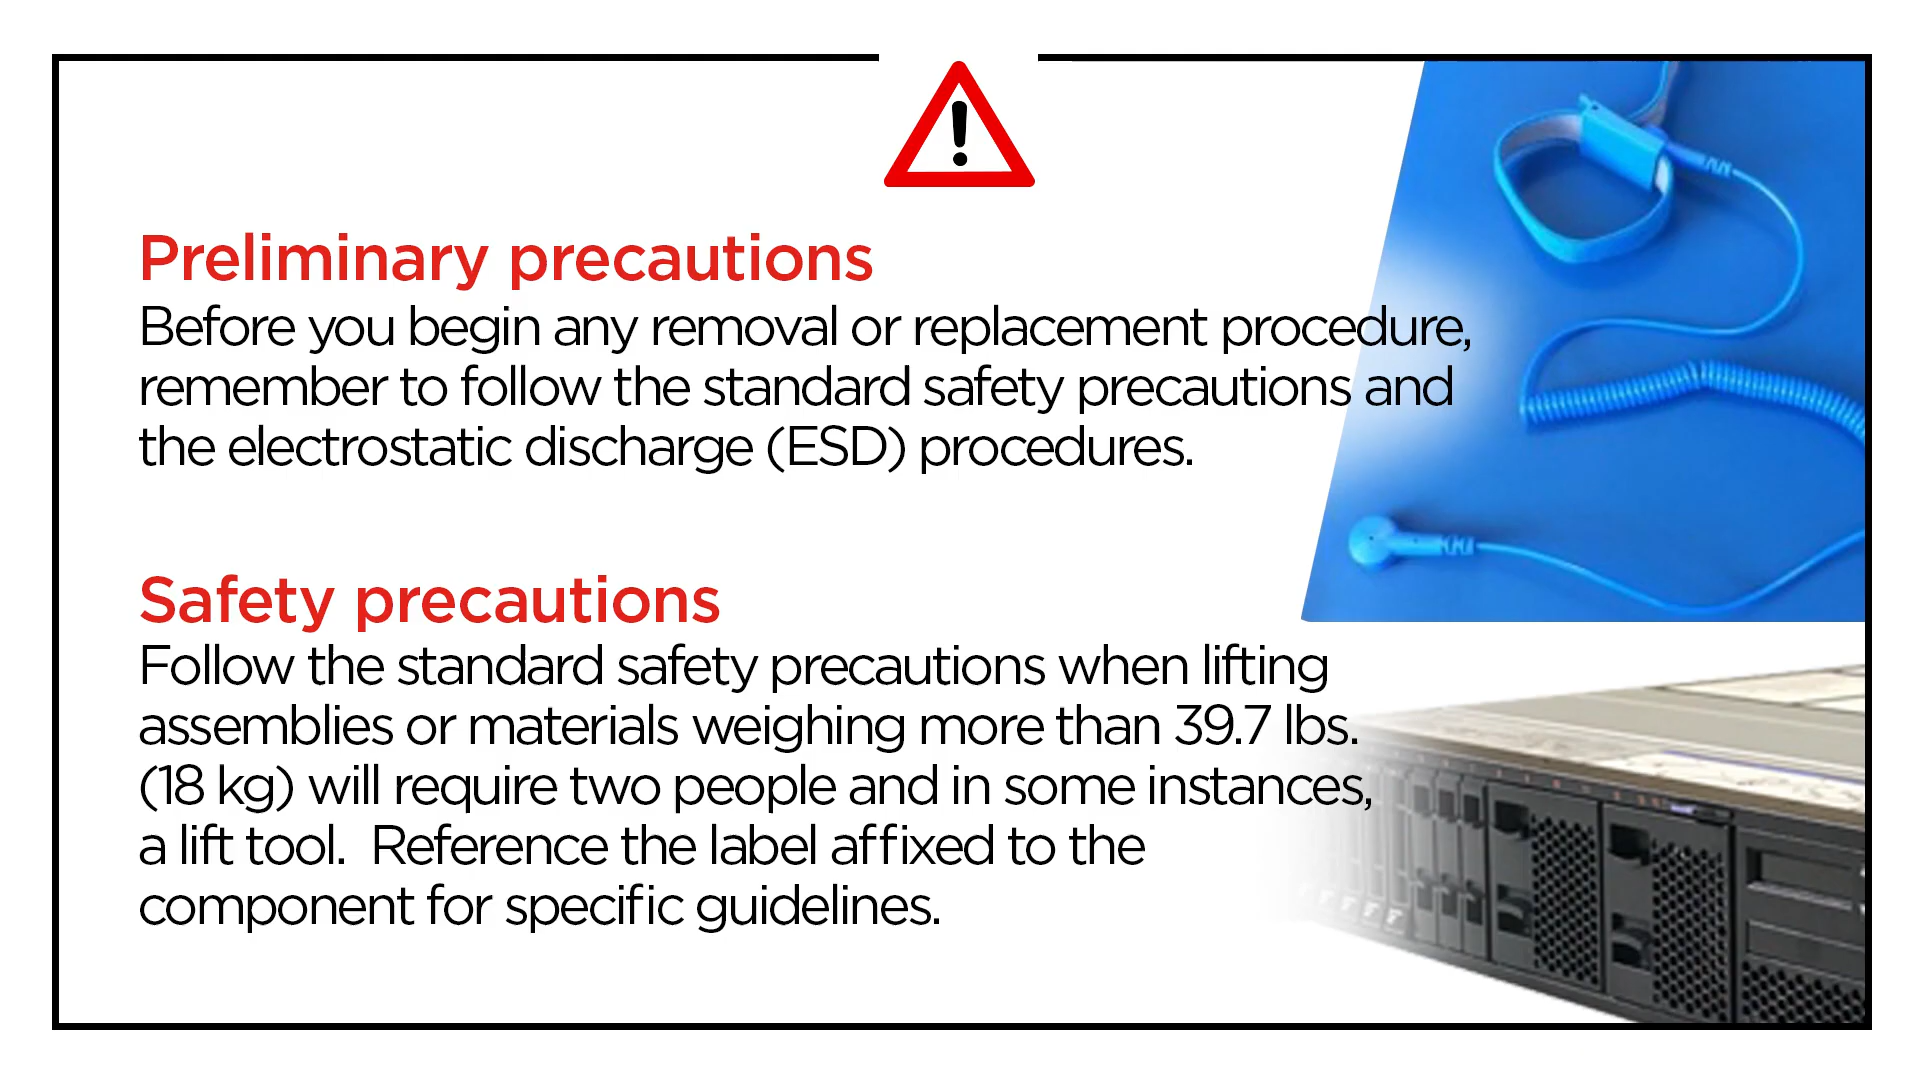 Preliminary precautions
Before you begin any removal or replacement procedure,
remember to follow the standard safety precautions and
the electrostatic discharge (ESD) procedures.
Safety precautions
Follow the standard safety precautions when lifting
assemblies or materials weighing more than 39.7 lbs.
(18 kg) will require two people and in some instances,
a lift tool.  Reference the label affixed to the
component for specific guidelines.